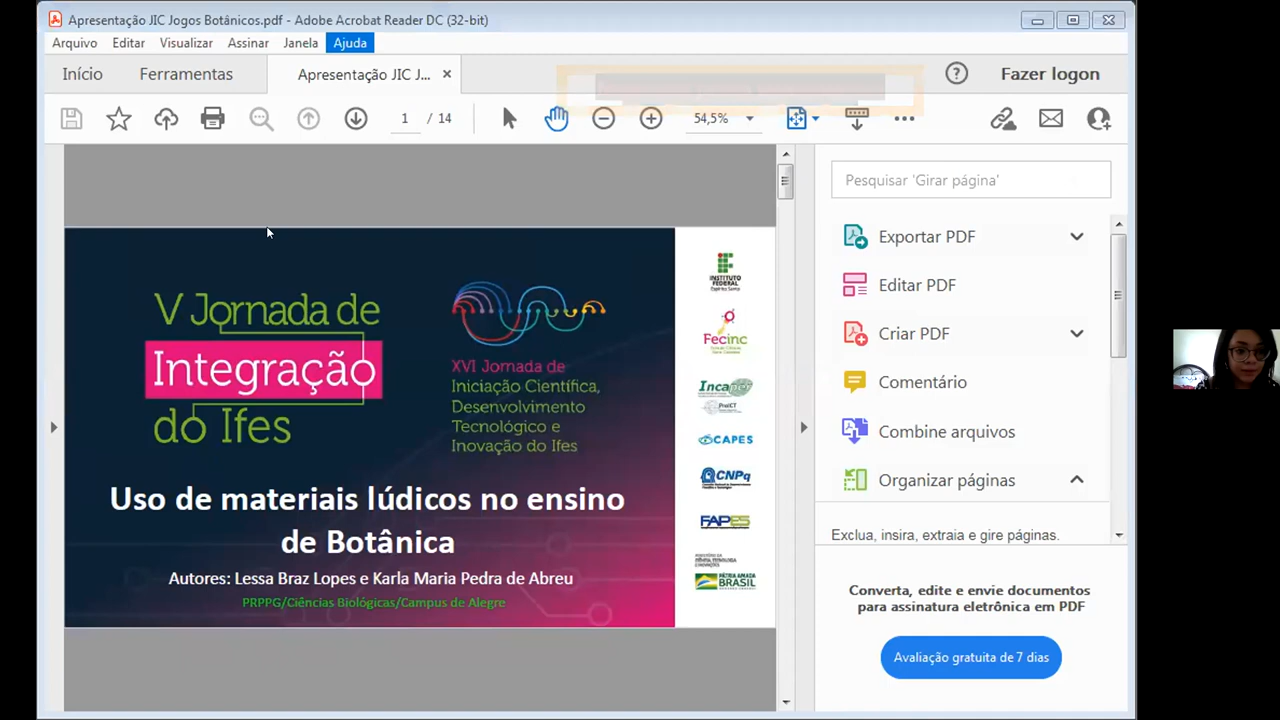 Apresentação JIC Jogos Botânicos.pdf - Adobe Acrobat Reader DC (32-bit)
Arquivo Editar Visualizar Assinar Janela Ajuda
Início Ferramentas Apresentação JIC J... × Fazer logon
1 / 14 54,5%
Pesquisar 'Girar página'
Exportar PDF
Editar PDF
Criar PDF
Comentário
Combine arquivos
Organizar páginas
Exclua, insira, extraia e gire páginas.
Converta, edite e envie documentos
para assinatura eletrônica em PDF
Avaliação gratuita de 7 dias
V Jornada de
Integração
do Ifes
XVI Jornada de
Iniciação Científica,
Desenvolvimento
Tecnológico e
Inovação do Ifes
Uso de materiais lúdicos no ensino
de Botânica
Autores: Lessa Braz Lopes e Karla Maria Pedra de Abreu
PRPPG/Ciências Biológicas/Campus de Alegre
INSTITUTO
FEDERAL
Espírito Santo
Fecinc
Incaper
CAPES
CNPq
FAPES
PÁTRIA AMADA
BRASIL